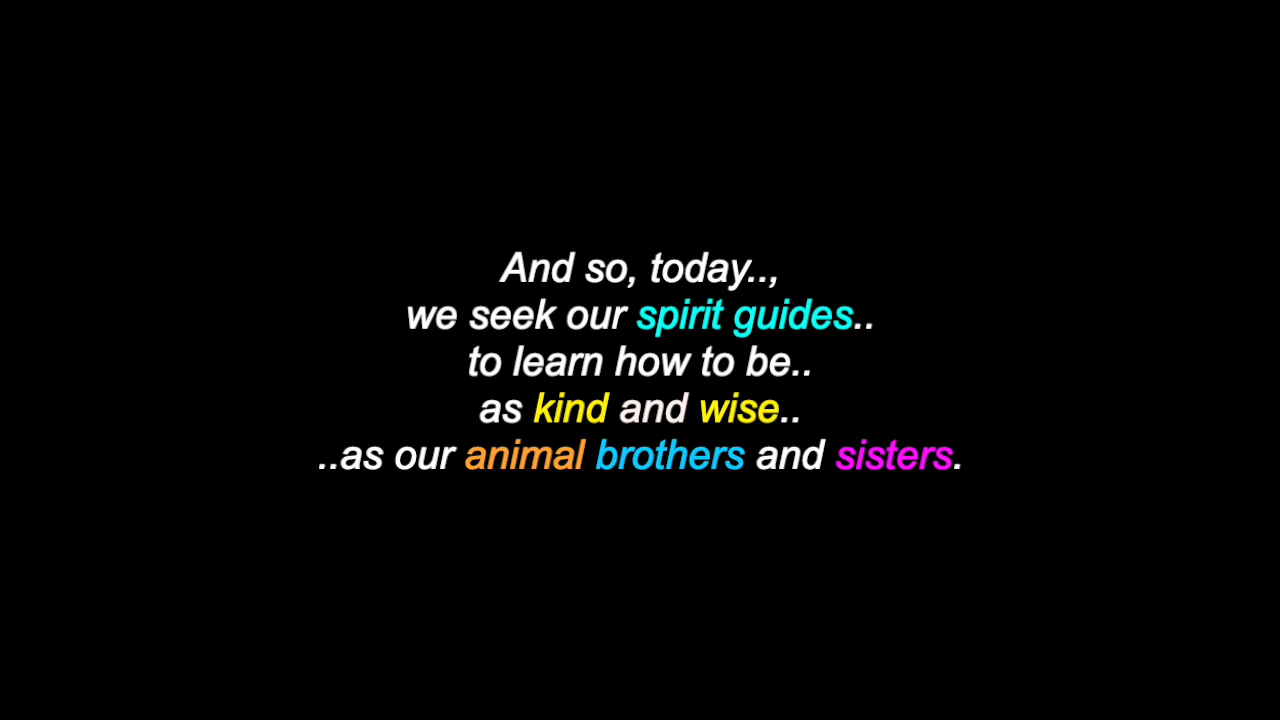 And so, today..,
we seek our spirit guides..
to learn how to be..
as kind and wise..
..as our animal brothers and sisters.